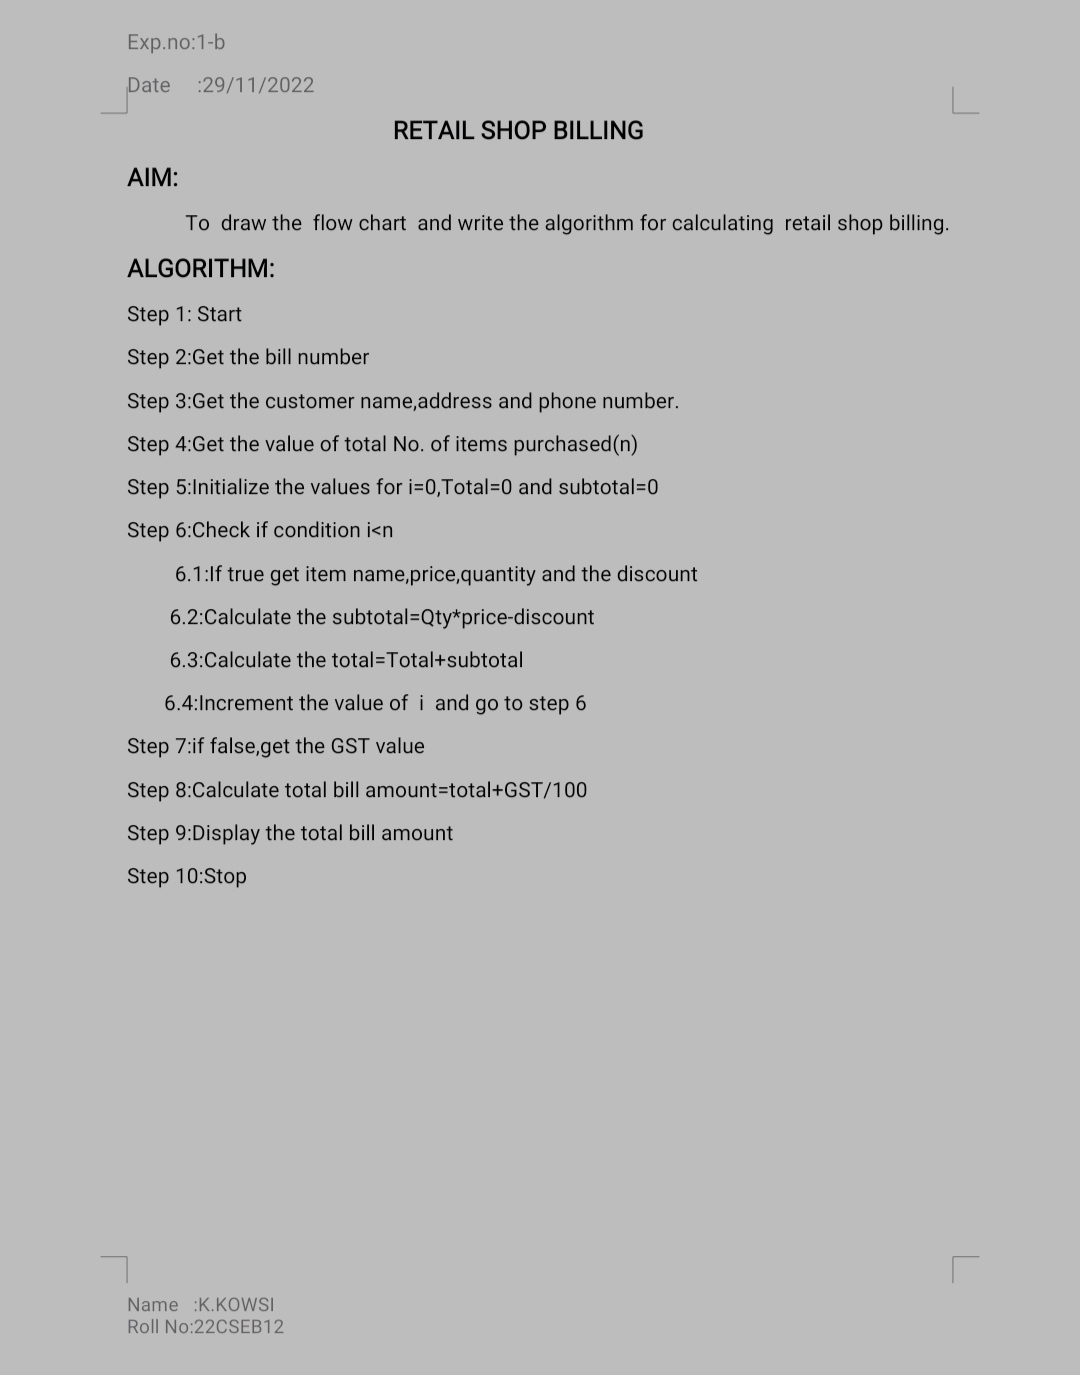 Exp.no:1-b
Date :29/11/2022
RETAIL SHOP BILLING
AIM:
To draw the flow chart and write the algorithm for calculating retail shop billing.
ALGORITHM:
Step 1: Start
Step 2:Get the bill number
Step 3:Get the customer name,address and phone number.
Step 4:Get the value of total No. of items purchased(n)
Step 5:Initialize the values for i=0,Total=0 and subtotal=0
Step 6:Check if condition i<n
6.1:If true get item name,price,quantity and the discount
6.2:Calculate the subtotal=Qty*price-discount
6.3:Calculate the total=Total+subtotal
6.4:Increment the value of i and go to step 6
Step 7:if false,get the GST value
Step 8:Calculate total bill amount=total+GST/100
Step 9:Display the total bill amount
Step 10:Stop
Name :K.KOWSI
Roll No:22CSEB12